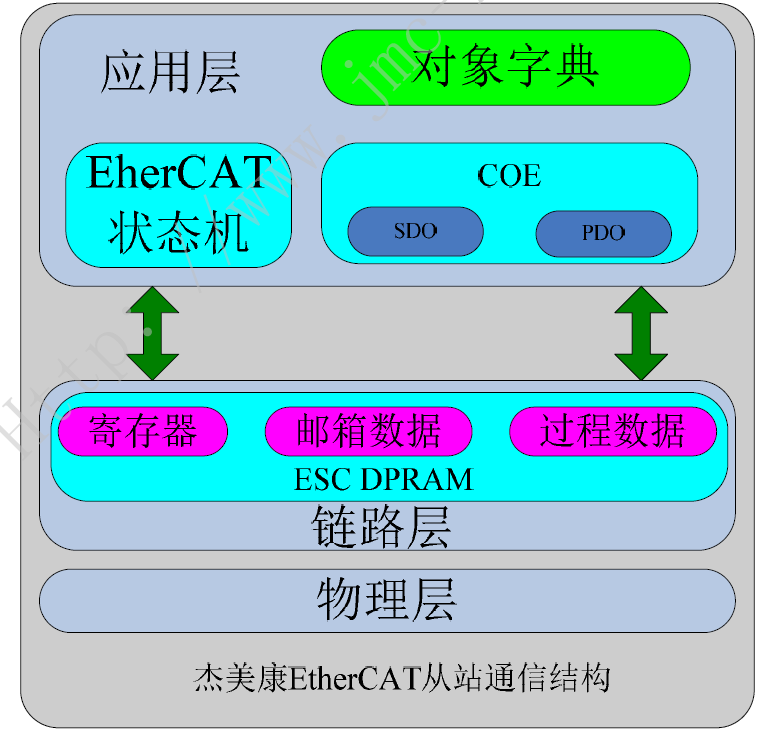 应用层
对象字典
EherCAT
状态机
COE
SDO
PDO
寄存器
邮箱数据
过程数据
ESC DPRAM
链路层
物理层
杰美康EtherCAT从站通信结构
Http://www.jmc-